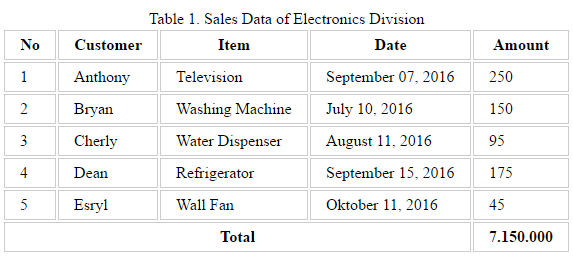 Table 1. Sales Data of Electronics Division
No Customer Item Date Amount
1 Anthony Television September 07, 2016 250
2 Bryan Washing Machine July 10, 2016 150
3 Cherly Water Dispenser August 11, 2016 95
4 Dean Refrigerator September 15, 2016 175
5 Esryl Wall Fan Oktober 11, 2016 45
Total 7.150.000